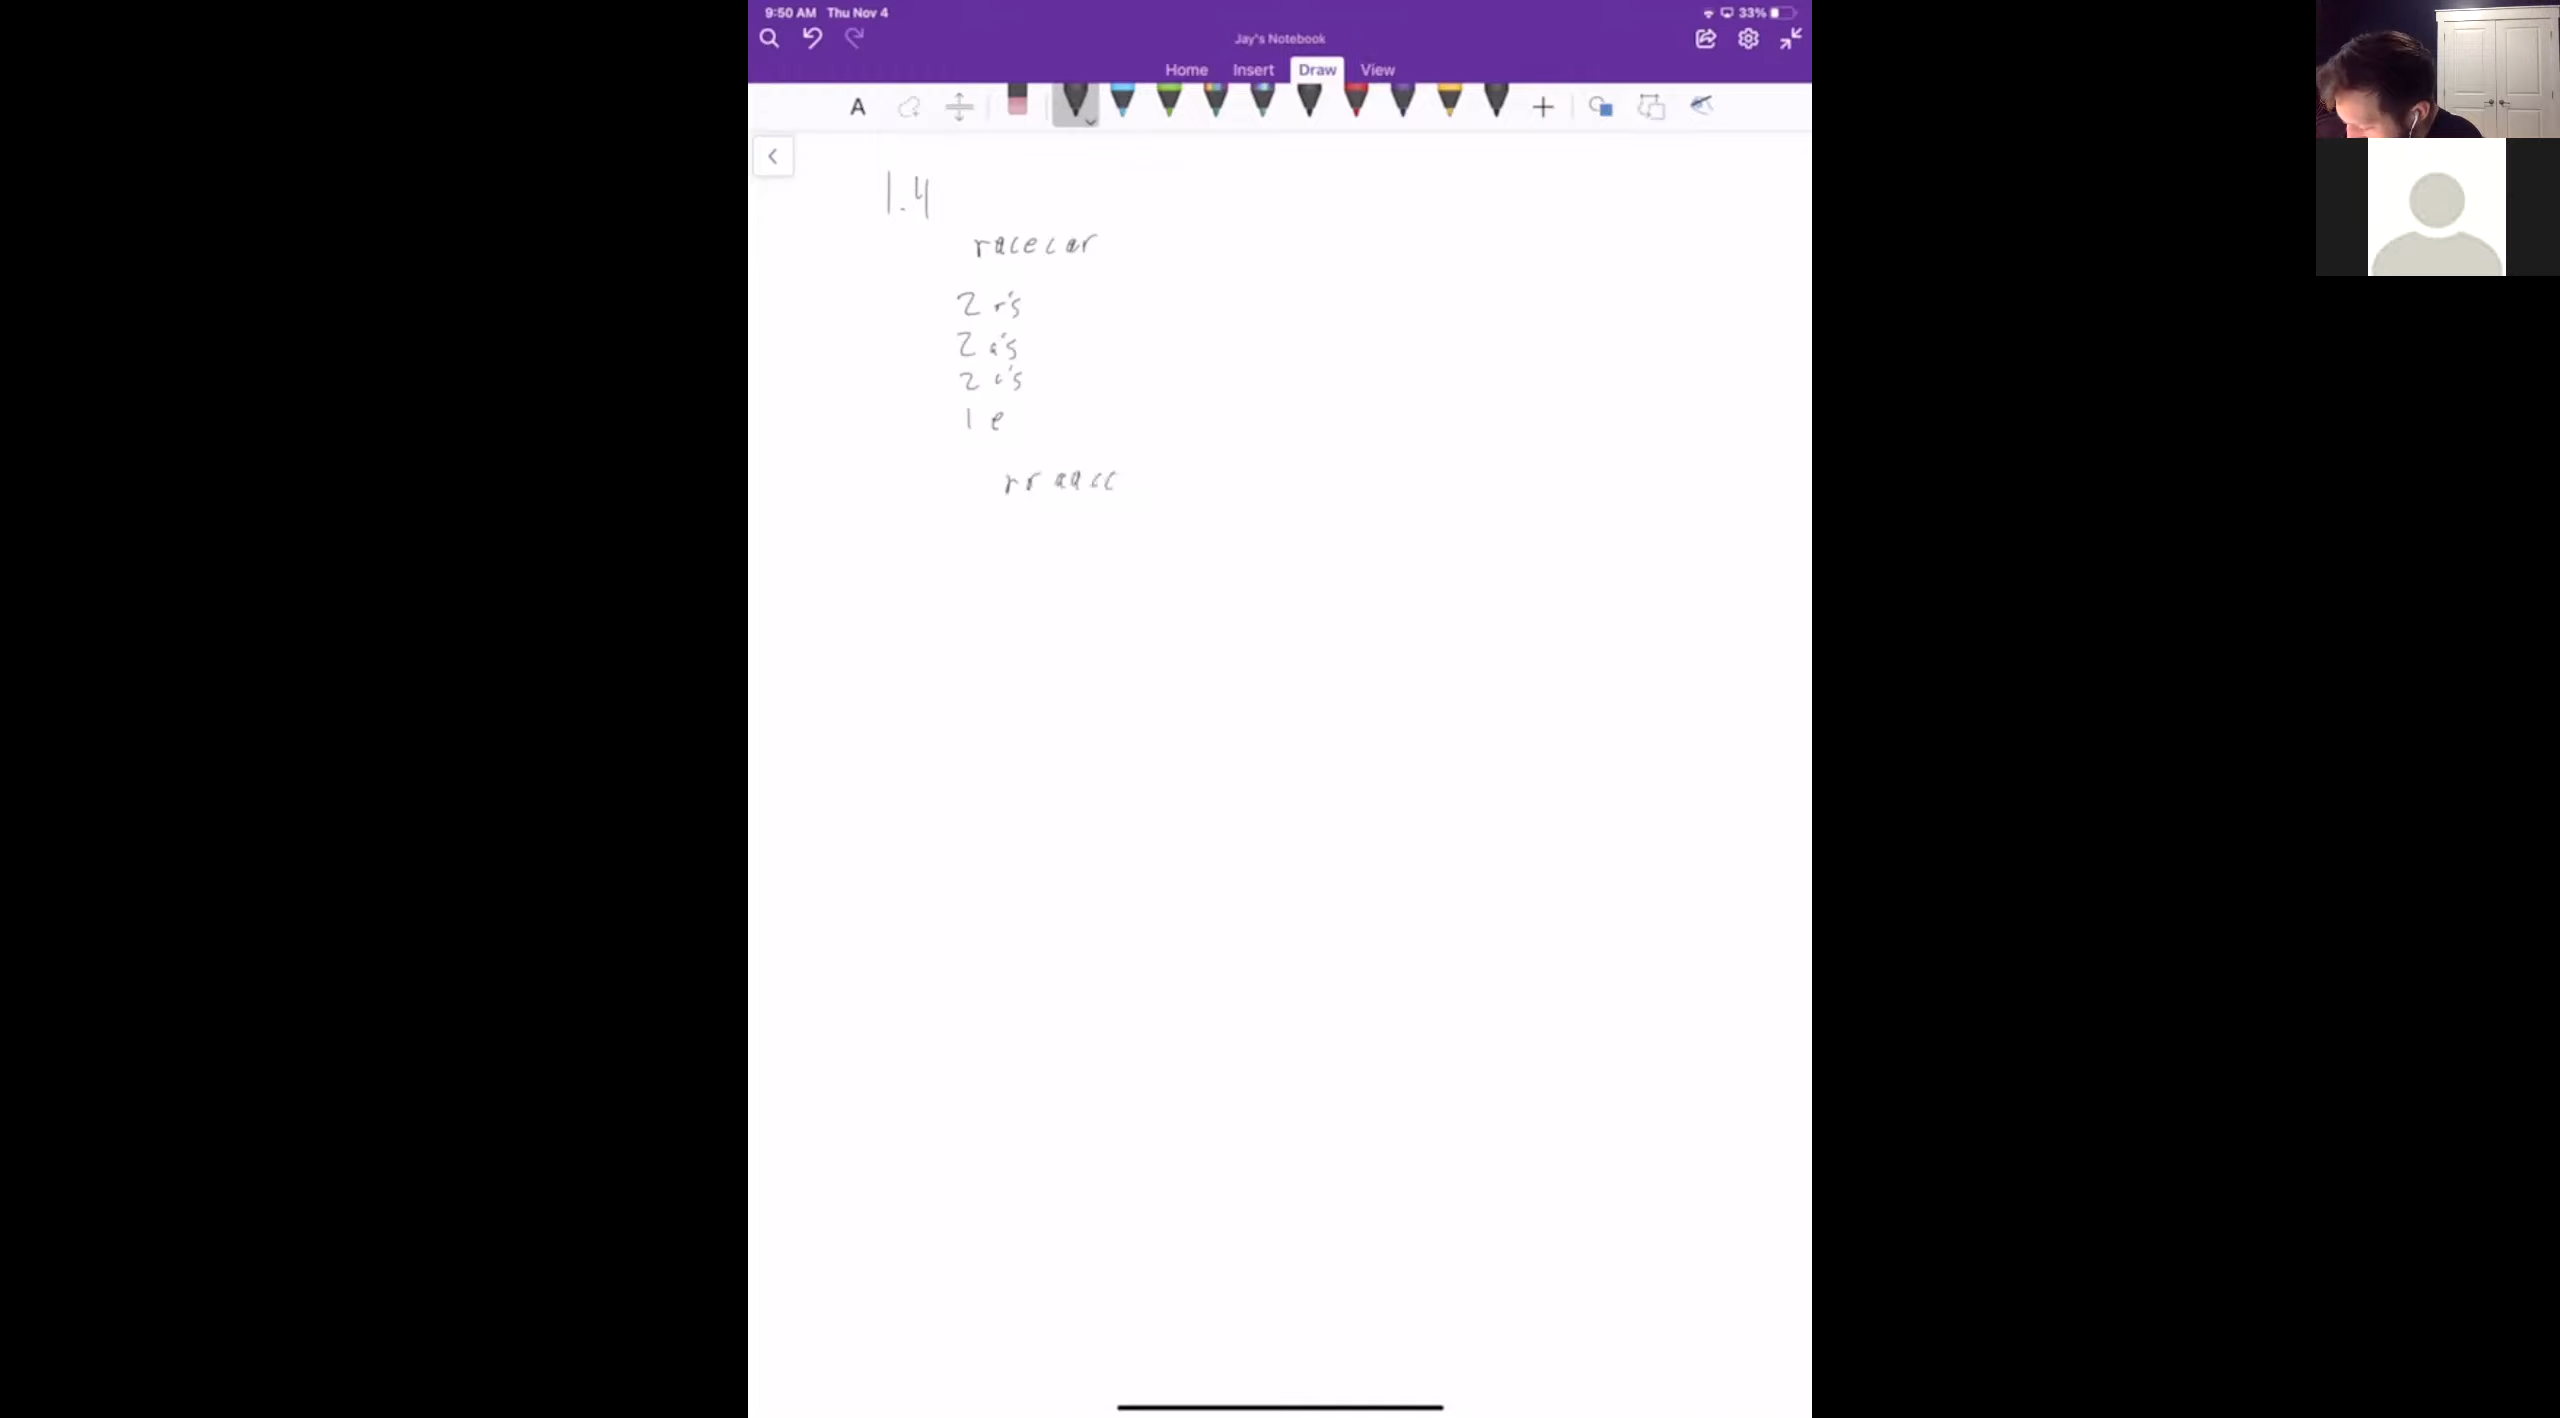 9:50 AM Thu Nov 4
33%
Jay's Notebook
Home Insert Draw View
A
1.4
racecar
2 r's
2 a's
2 c's
1 e
rraacc